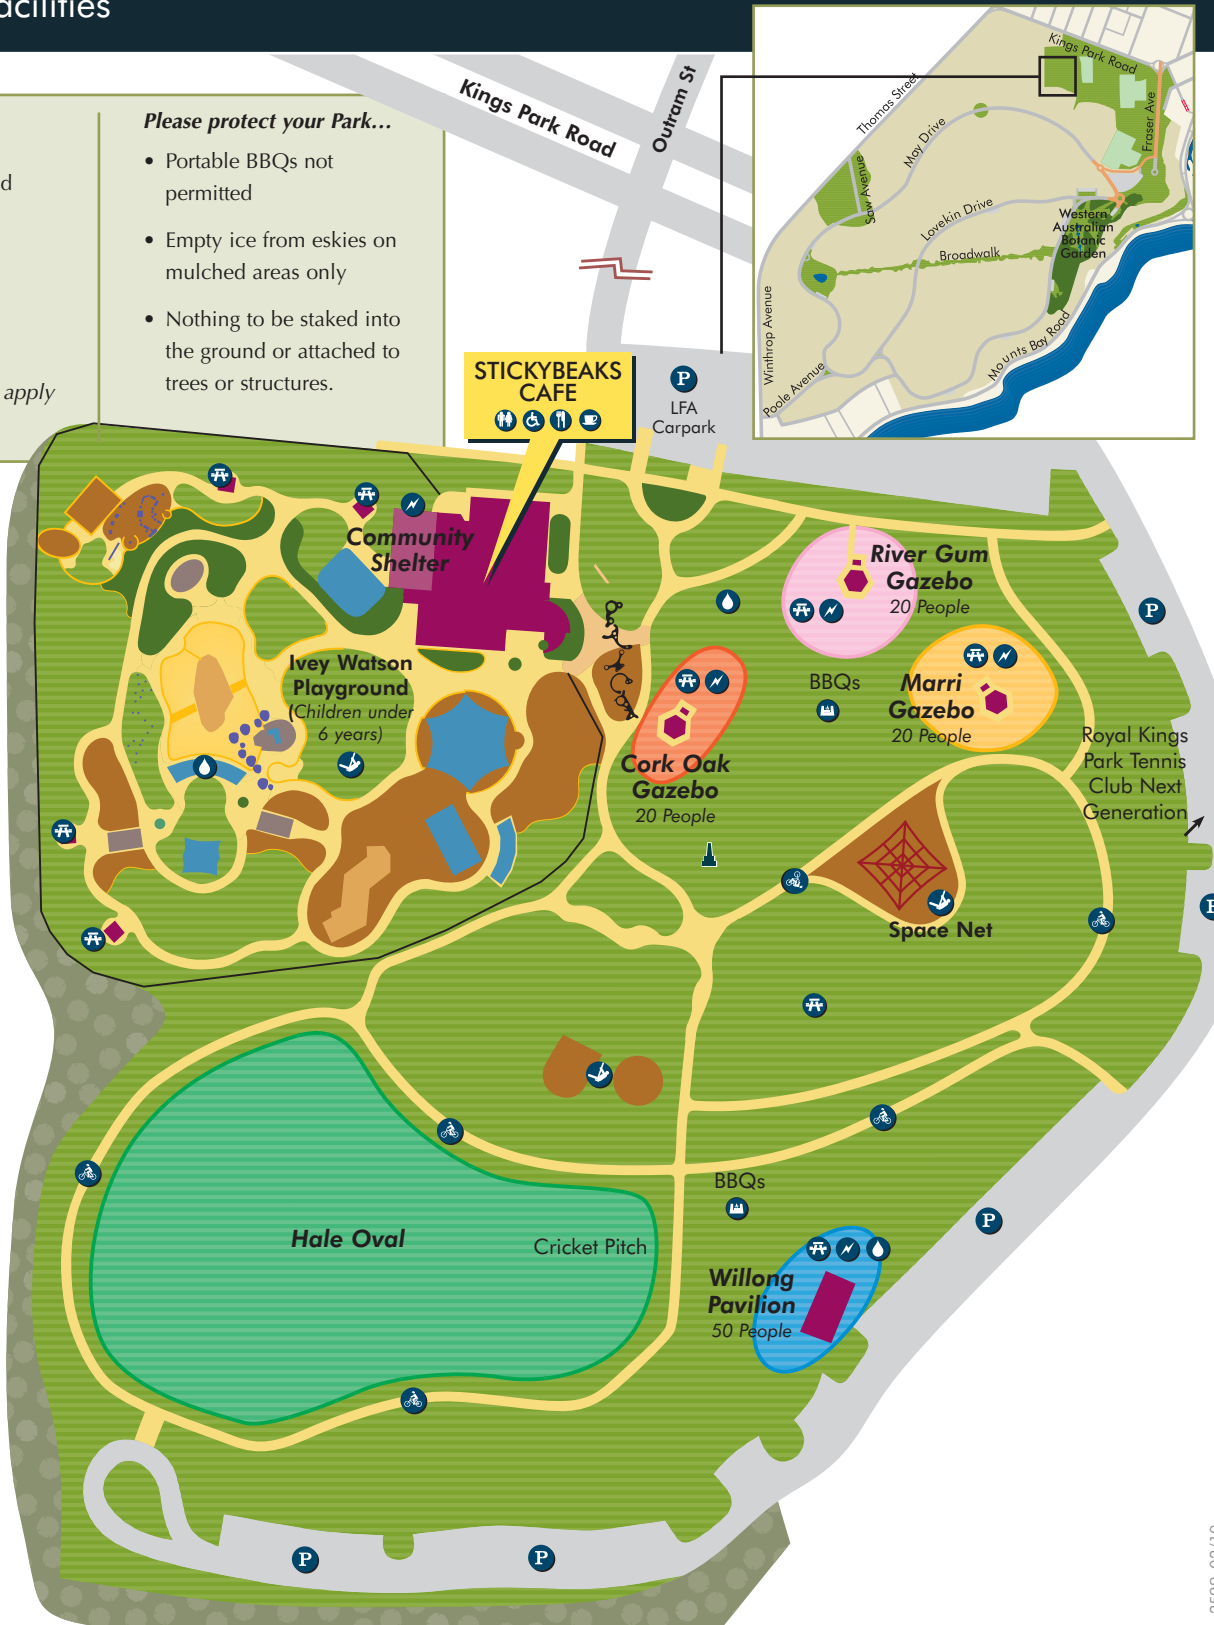 acilities
Please protect your Park...
• Portable BBQs not
permitted
• Empty ice from eskies on
mulched areas only
• Nothing to be staked into
the ground or attached to
trees or structures.
d
apply
Kings Park Road
Outram St
Kings Park Road
Thomas Street
May Drive
Fraser Ave
Saw Avenue
Lovekin Drive
Western
Australian
Botanic
Garden
Broadwalk
Winthrop Avenue
Mounts Bay Road
Poole Avenue
STICKYBEAKS
CAFE
P
LFA
Carpark
Community
Shelter
River Gum
Gazebo
20 People
P
Ivey Watson
Playground
(Children under
6 years)
BBQs
Marri
Gazebo
20 People
Cork Oak
Gazebo
20 People
Royal Kings
Park Tennis
Club Next
Generation
P
Space Net
BBQs
P
Hale Oval
Cricket Pitch
Willong
Pavilion
50 People
P
P